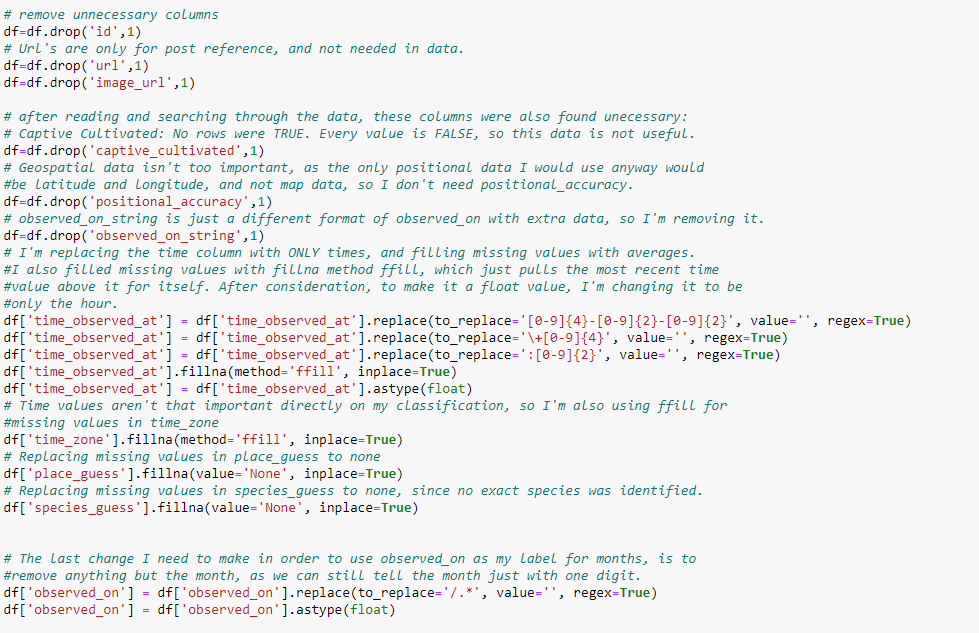 # remove unnecessary columns
df=df.drop('id',1)
# Url's are only for post reference, and not needed in data.
df=df.drop('url',1)
df=df.drop('image_url',1)

# after reading and searching through the data, these columns were also found unecessary:
# Captive Cultivated: No rows were TRUE. Every value is FALSE, so this data is not useful.
df=df.drop('captive_cultivated',1)
# Geospatial data isn't too important, as the only positional data I would use anyway would
#be latitude and longitude, and not map data, so I don't need positional_accuracy.
df=df.drop('positional_accuracy',1)
# observed_on_string is just a different format of observed_on with extra data, so I'm removing it.
df=df.drop('observed_on_string',1)
# I'm replacing the time column with ONLY times, and filling missing values with averages.
#I also filled missing values with fillna method ffill, which just pulls the most recent time
#value above it for itself. After consideration, to make it a float value, I'm changing it to be
#only the hour.
df['time_observed_at'] = df['time_observed_at'].replace(to_replace='[0-9]{4}-[0-9]{2}-[0-9]{2}', value='', regex=True)
df['time_observed_at'] = df['time_observed_at'].replace(to_replace='\+[0-9]{4}', value='', regex=True)
df['time_observed_at'] = df['time_observed_at'].replace(to_replace=':[0-9]{2}', value='', regex=True)
df['time_observed_at'].fillna(method='ffill', inplace=True)
df['time_observed_at'] = df['time_observed_at'].astype(float)
# Time values aren't that important directly on my classification, so I'm also using ffill for
#missing values in time_zone
df['time_zone'].fillna(method='ffill', inplace=True)
# Replacing missing values in place_guess to none
df['place_guess'].fillna(value='None', inplace=True)
# Replacing missing values in species_guess to none, since no exact species was identified.
df['species_guess'].fillna(value='None', inplace=True)

# The last change I need to make in order to use observed_on as my label for months, is to
#remove anything but the month, as we can still tell the month just with one digit.
df['observed_on'] = df['observed_on'].replace(to_replace='/.*', value='', regex=True)
df['observed_on'] = df['observed_on'].astype(float)